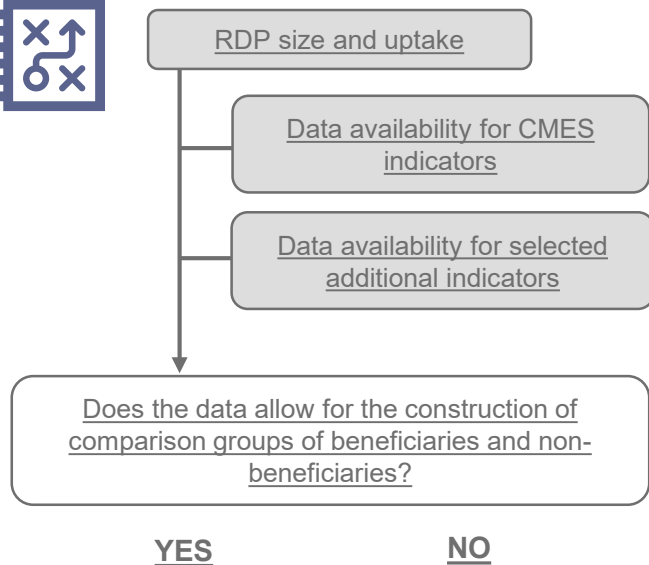 RDP size and uptake
Data availability for CMES
indicators
Data availability for selected
additional indicators
Does the data allow for the construction of
comparison groups of beneficiaries and non-
beneficiaries?
YES NO